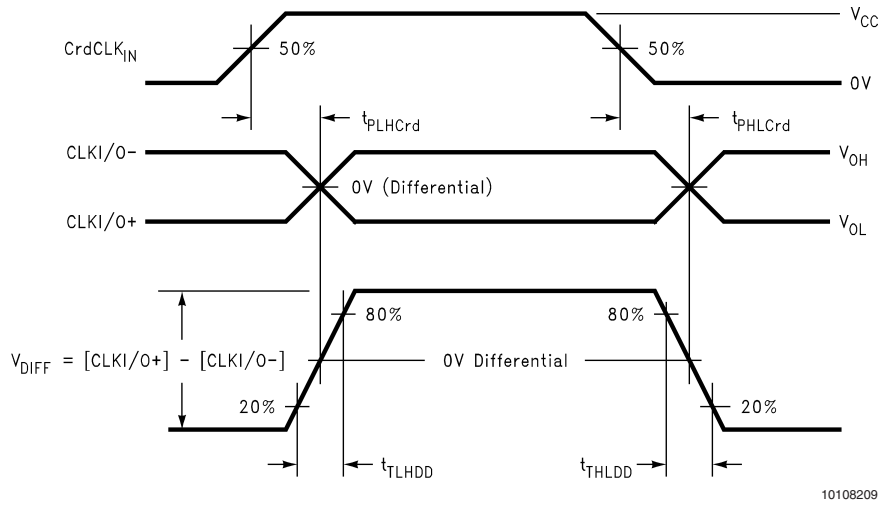 V_CC
CrdCLK_IN
50%
50%
0V
t_PLHCrd
t_PHLCrd
CLKI/O-
0V (Differential)
V_OH
CLKI/O+
V_OL
80%
80%
V_DIFF = [CLKI/O+] - [CLKI/O-]
0V Differential
20%
20%
t_TLHDD
t_THLDD
10108209